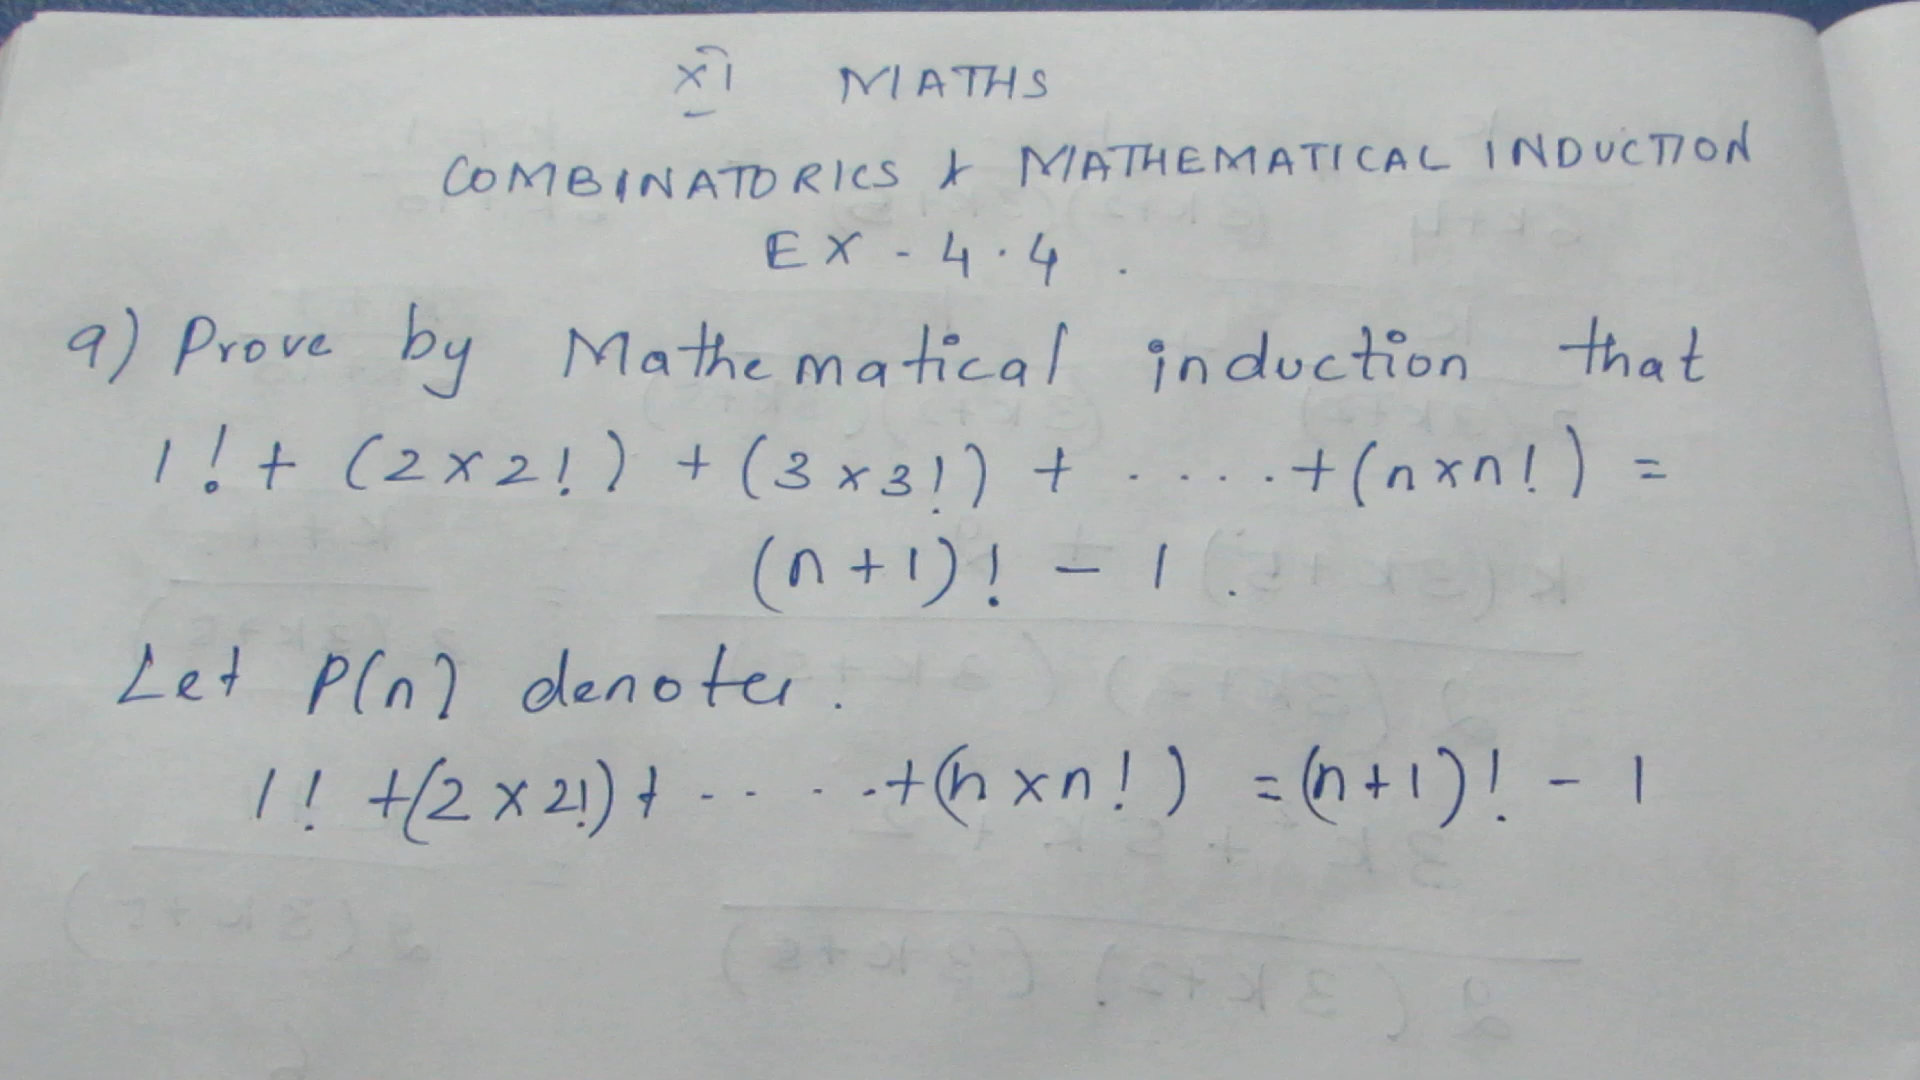 XI MATHS
COMBINATORICS & MATHEMATICAL INDUCTION
EX - 4.4.
9) Prove by Mathematical induction that
1! + (2 x 2!) + (3 x 3!) + ..... + (n x n!) =
(n + 1)! - 1.
Let P(n) denotes.
1! + (2 x 2!) + ..... + (n x n!) = (n + 1)! - 1